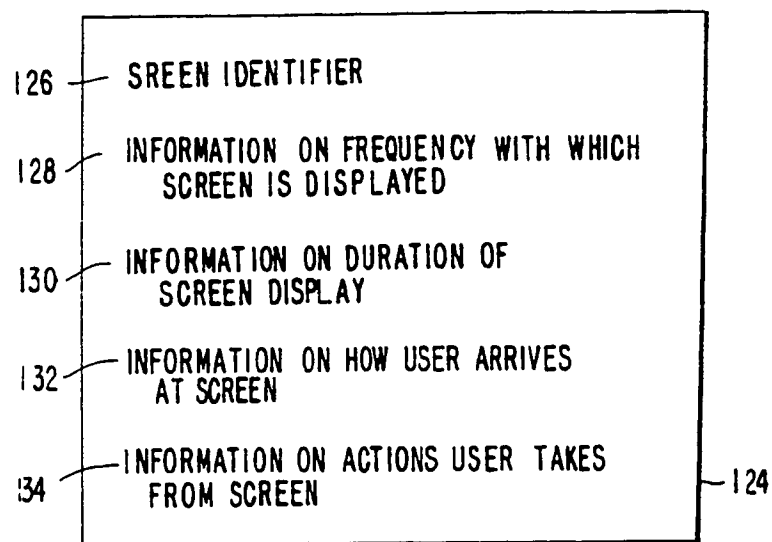 126 SREEN IDENTIFIER
128 INFORMATION ON FREQUENCY WITH WHICH
SCREEN IS DISPLAYED
130 INFORMATION ON DURATION OF
SCREEN DISPLAY
132 INFORMATION ON HOW USER ARRIVES
AT SCREEN
134 INFORMATION ON ACTIONS USER TAKES
FROM SCREEN
124